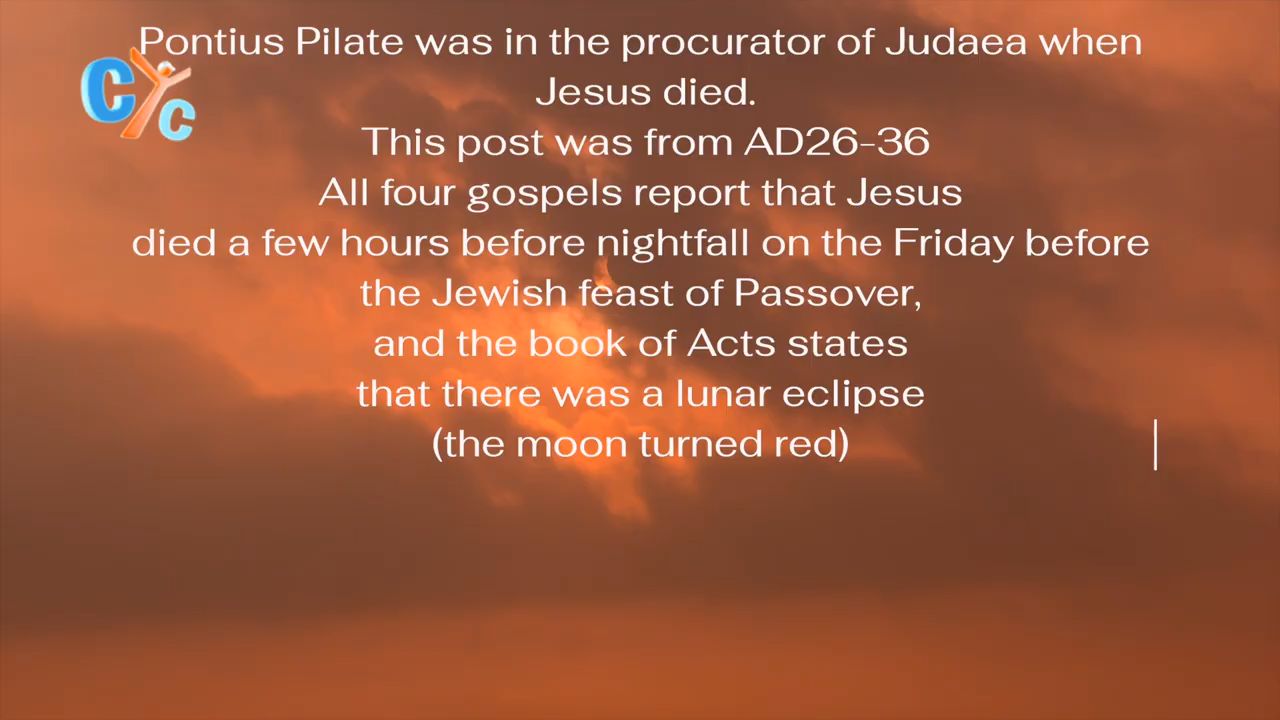 Pontius Pilate was in the procurator of Judaea when
Jesus died.
CYC
This post was from AD26-36
All four gospels report that Jesus
died a few hours before nightfall on the Friday before
the Jewish feast of Passover,
and the book of Acts states
that there was a lunar eclipse
(the moon turned red)